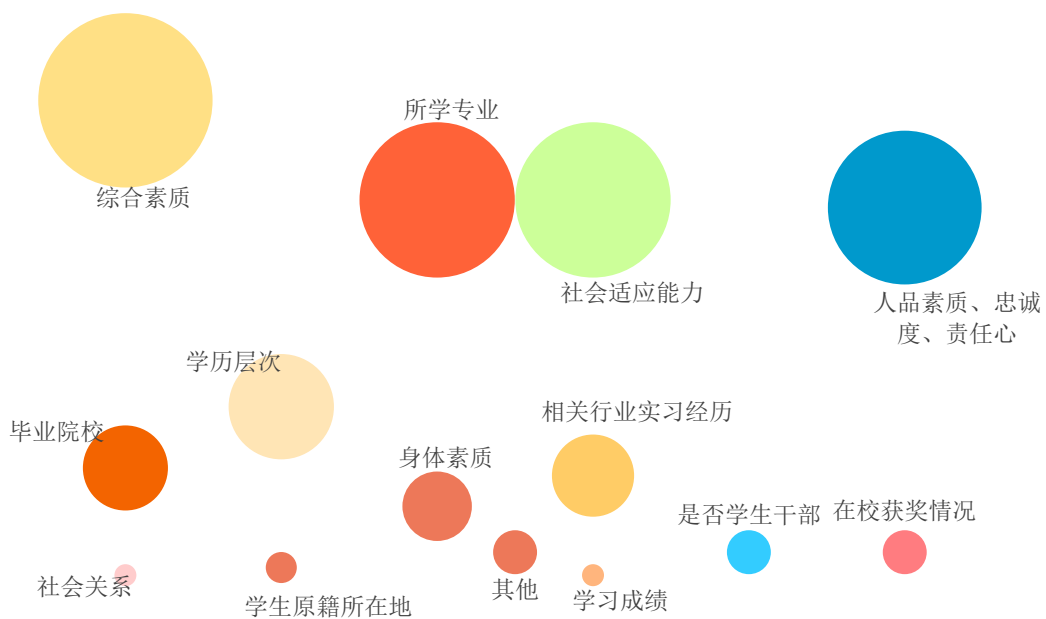 所学专业
综合素质
社会适应能力
人品素质、忠诚
度、责任心
学历层次
相关行业实习经历
毕业院校
身体素质
是否学生干部
在校获奖情况
社会关系
其他
学习成绩
学生原籍所在地